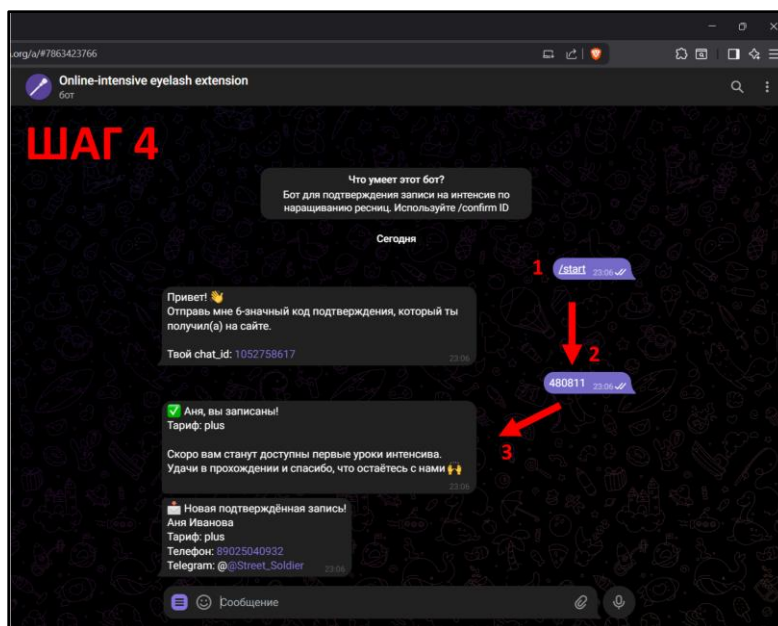 .org/a/#7863423766
Online-intensive eyelash extension
бот
ШАГ 4
Что умеет этот бот?
Бот для подтверждения записи на интенсив по
наращиванию ресниц. Используйте /confirm ID
Сегодня
1
/start 23:06
Привет! 👋
Отправь мне 6-значный код подтверждения, который ты
получил(а) на сайте.
Твой chat_id: 1052758617
23:06
2
480811 23:06
✅ Аня, вы записаны!
Тариф: plus
Скоро вам станут доступны первые уроки интенсива.
Удачи в прохождении и спасибо, что остаётесь с нами 🙌
23:06
3
📩 Новая подтверждённая запись!
Аня Иванова
Тариф: plus
Телефон: 89025040932
Telegram: @@Street_Soldier 23:06
Сообщение